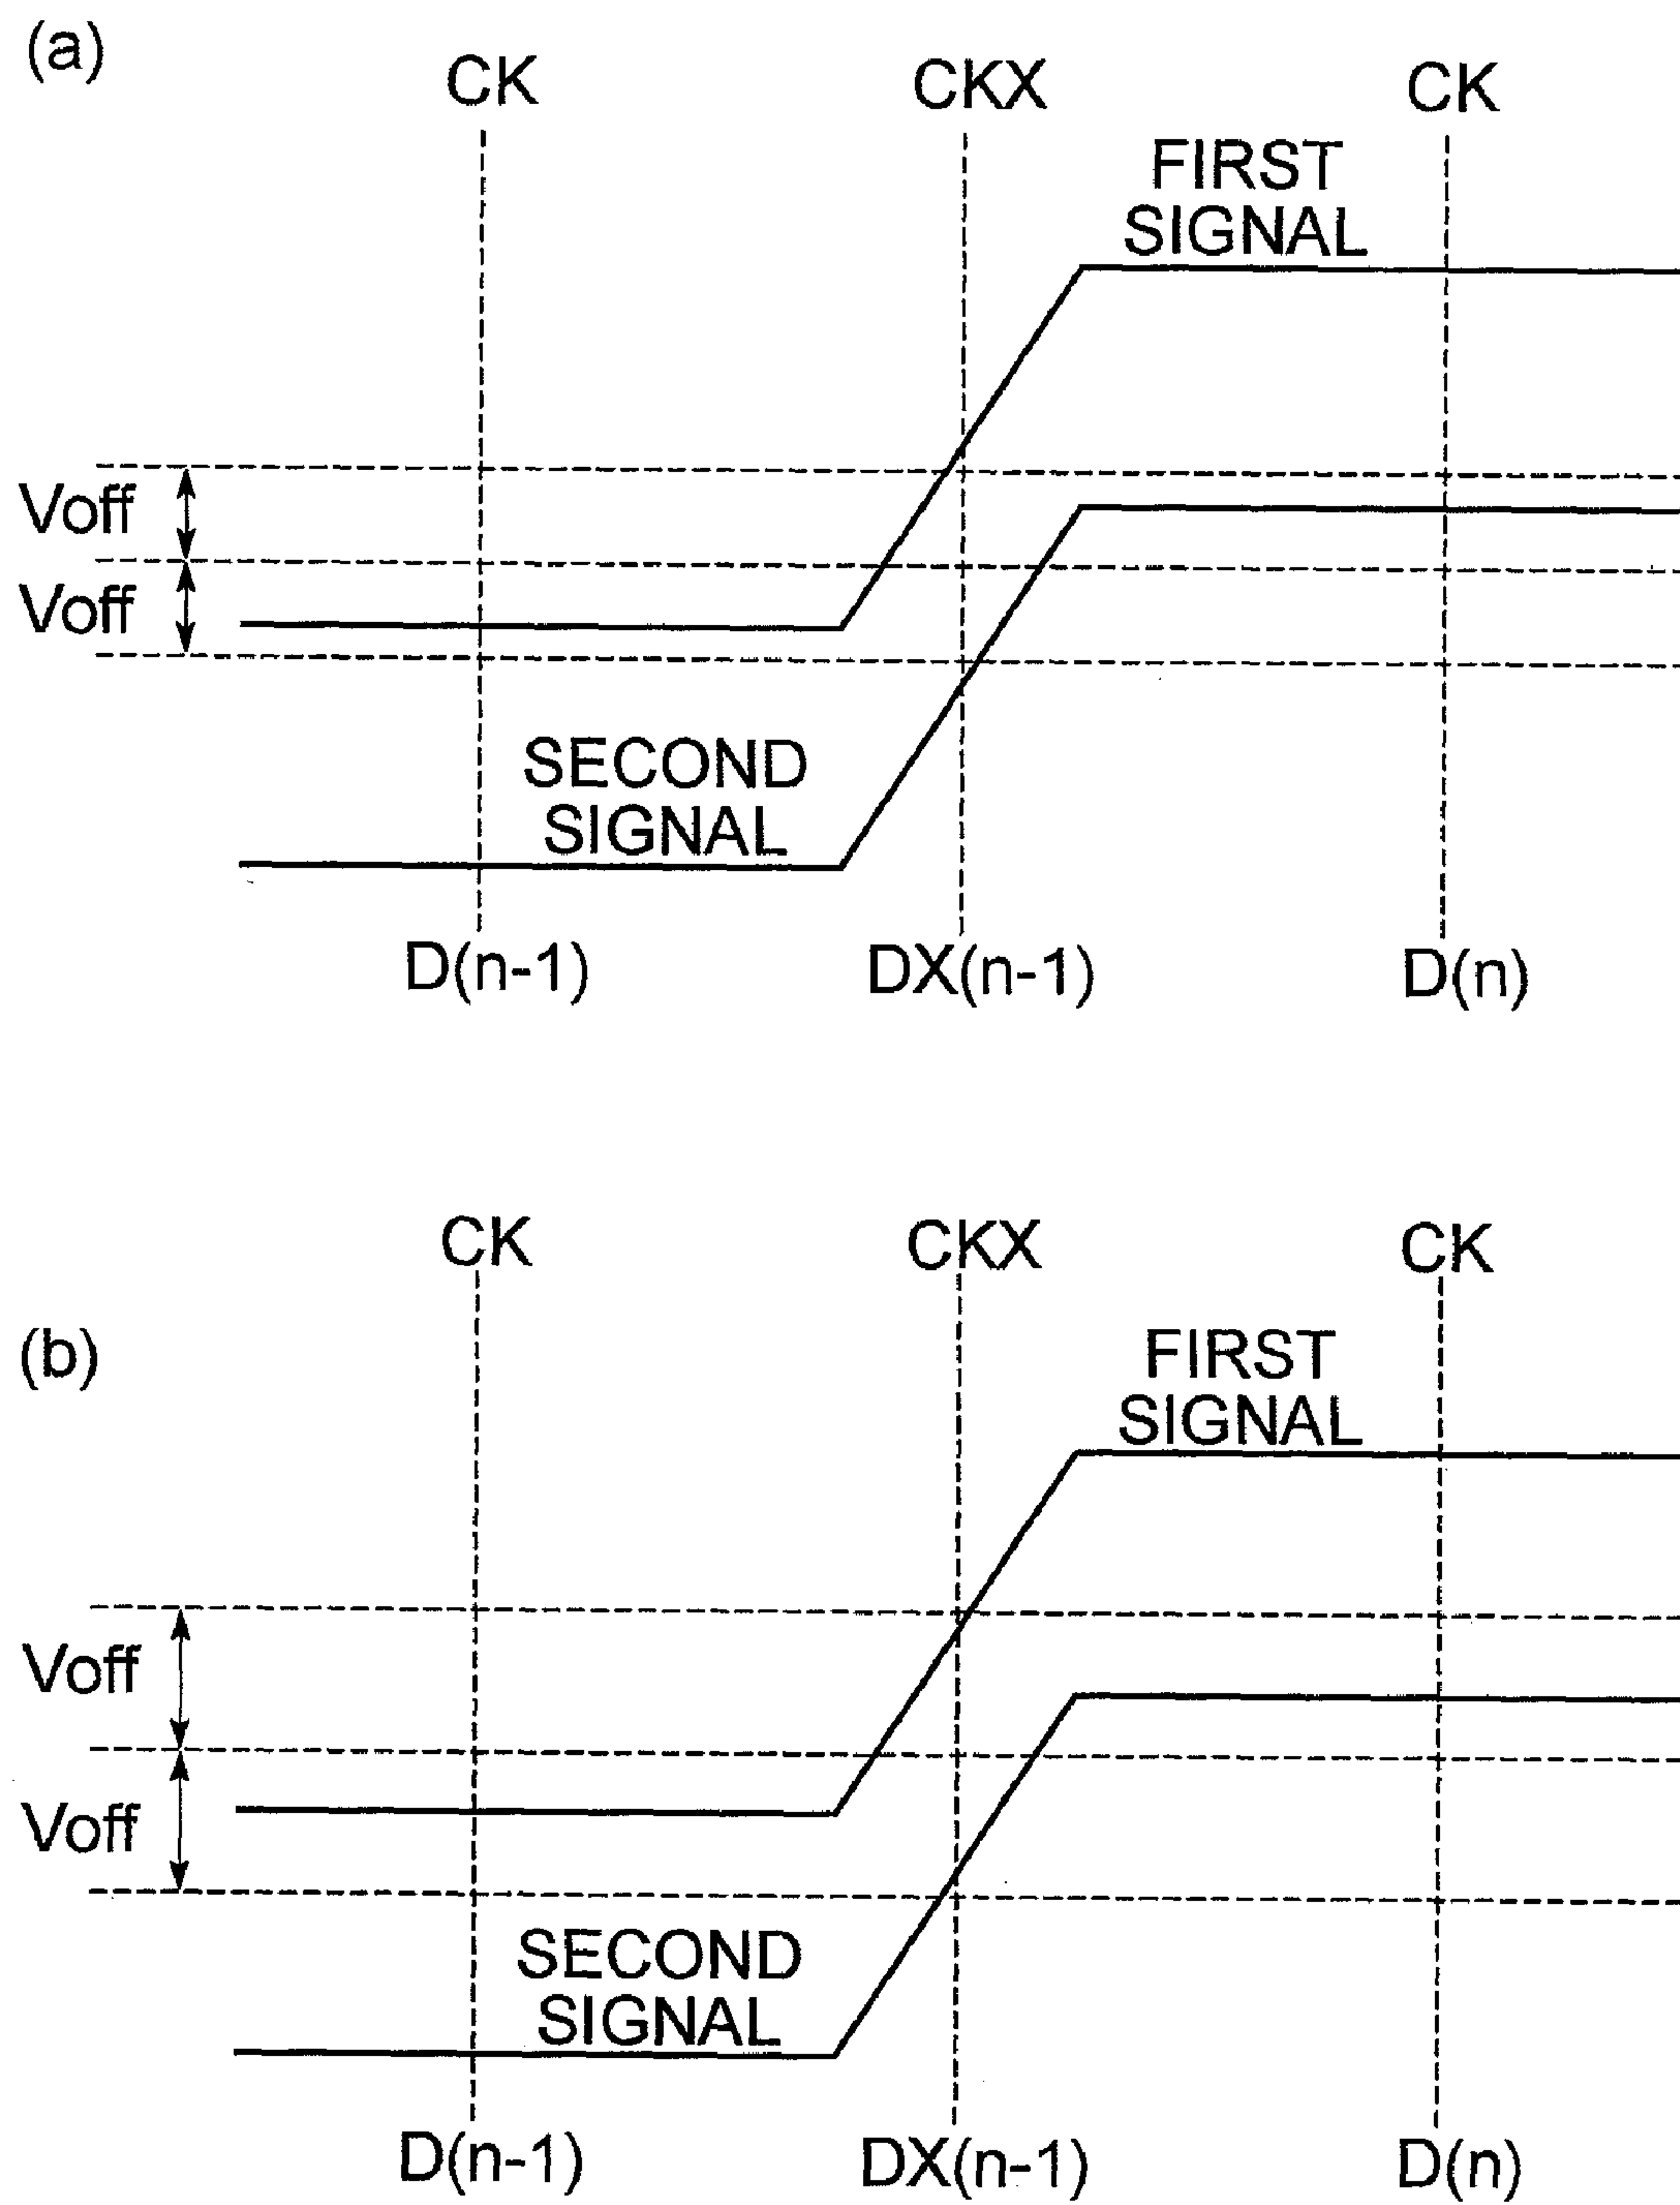 (a)
CK CKX CK
FIRST
SIGNAL
Voff
Voff
SECOND
SIGNAL
D(n-1) DX(n-1) D(n)
CK CKX CK
(b)
FIRST
SIGNAL
Voff
Voff
SECOND
SIGNAL
D(n-1) DX(n-1) D(n)